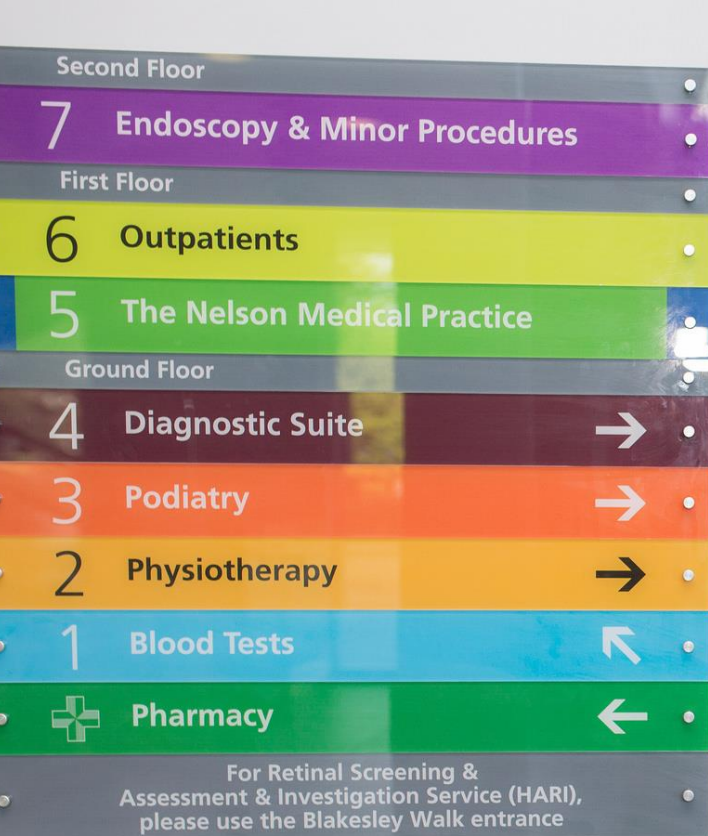 Second Floor
7 Endoscopy & Minor Procedures
First Floor
6 Outpatients
5 The Nelson Medical Practice
Ground Floor
4 Diagnostic Suite →
3 Podiatry →
2 Physiotherapy →
1 Blood Tests ↖
Pharmacy ←
For Retinal Screening &
Assessment & Investigation Service (HARI),
please use the Blakesley Walk entrance